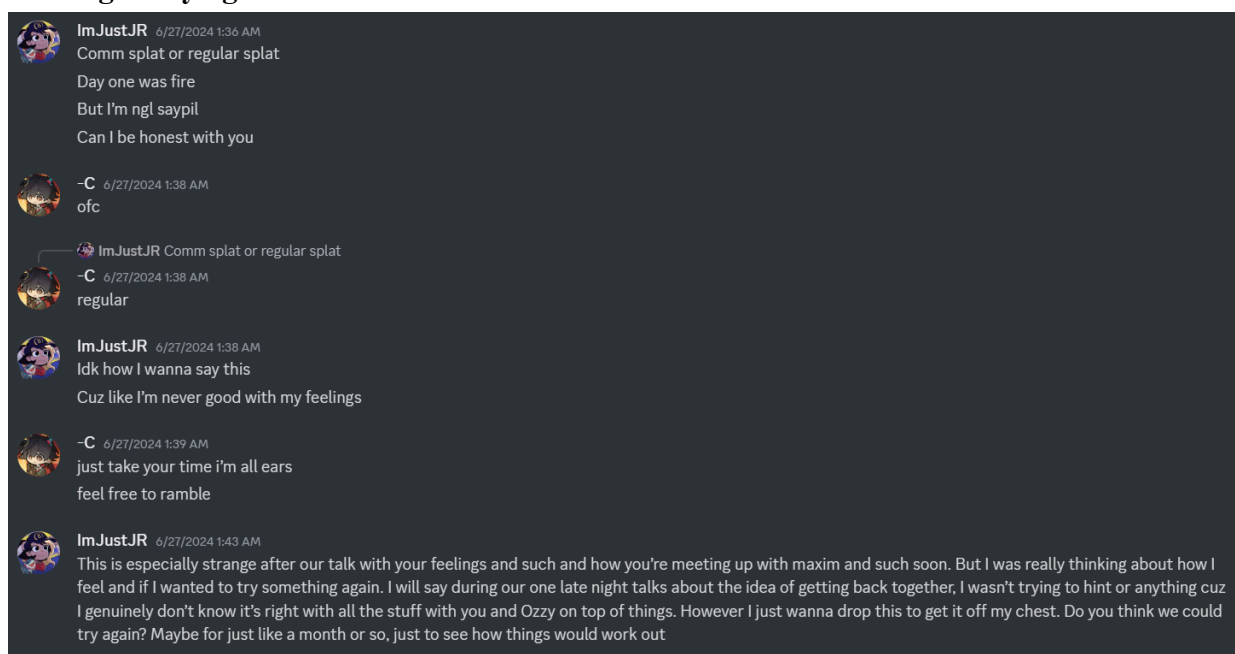 ImJustJR 6/27/2024 1:36 AM
Comm splat or regular splat
Day one was fire
But I'm ngl saypil
Can I be honest with you
-C 6/27/2024 1:38 AM
ofc
ImJustJR Comm splat or regular splat
-C 6/27/2024 1:38 AM
regular
ImJustJR 6/27/2024 1:38 AM
Idk how I wanna say this
Cuz like I'm never good with my feelings
-C 6/27/2024 1:39 AM
just take your time i'm all ears
feel free to ramble
ImJustJR 6/27/2024 1:43 AM
This is especially strange after our talk with your feelings and such and how you're meeting up with maxim and such soon. But I was really thinking about how I
feel and if I wanted to try something again. I will say during our one late night talks about the idea of getting back together, I wasn't trying to hint or anything cuz
I genuinely don't know it's right with all the stuff with you and Ozzy on top of things. However I just wanna drop this to get it off my chest. Do you think we could
try again? Maybe for just like a month or so, just to see how things would work out